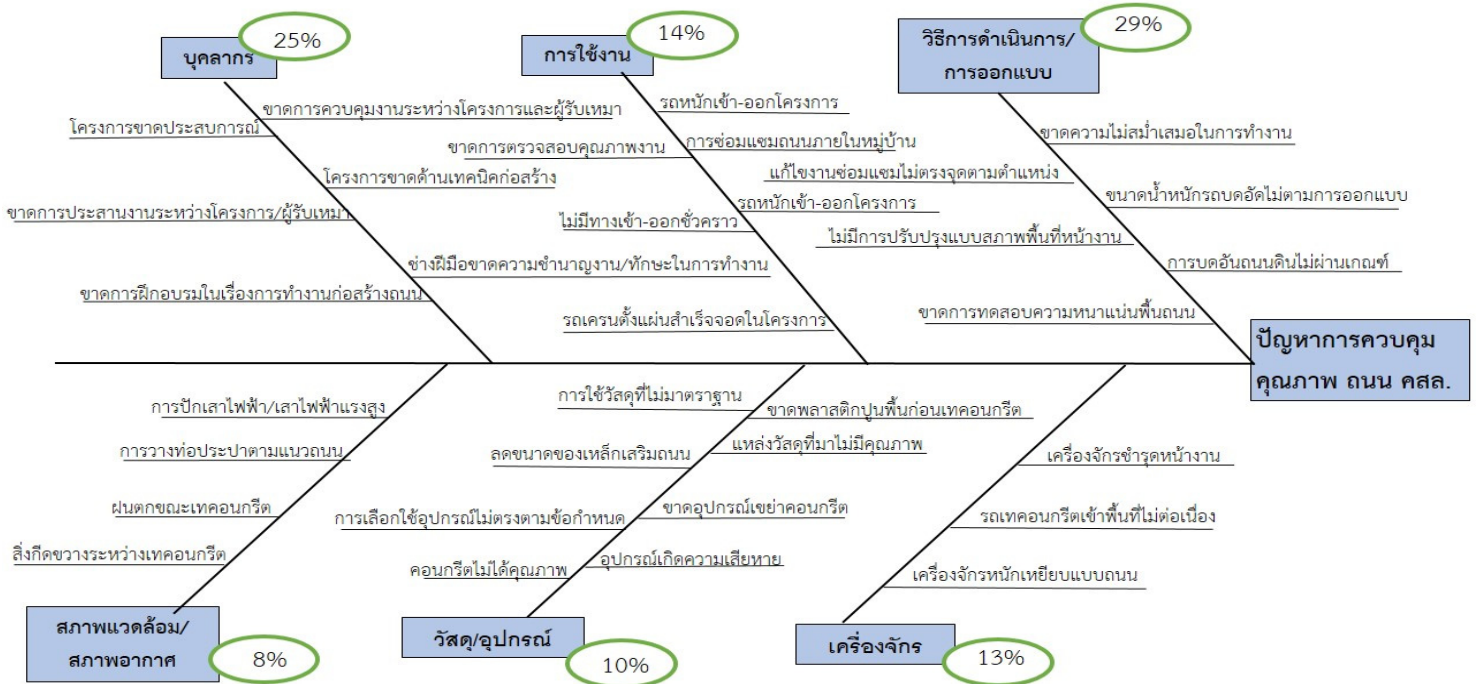 บุคลากร
25%
การใช้งาน
14%
วิธีการดำเนินการ/
การออกแบบ
29%
โครงการขาดประสบการณ์
ขาดการประสานงานระหว่างโครงการ/ผู้รับเหมา
ขาดการฝึกอบรมในเรื่องการทำงานก่อสร้างถนน
ขาดการควบคุมงานระหว่างโครงการและผู้รับเหมา
โครงการขาดด้านเทคนิคก่อสร้าง
ช่างฝีมือขาดความชำนาญงาน/ทักษะในการทำงาน
ขาดการตรวจสอบคุณภาพงาน
ไม่มีทางเข้า-ออกชั่วคราว
รถเครนตั้งแผ่นสำเร็จจอดในโครงการ
รถหนักเข้า-ออกโครงการ
การซ่อมแซมถนนภายในหมู่บ้าน
รถหนักเข้า-ออกโครงการ
แก้ไขงานซ่อมแซมไม่ตรงจุดตามตำแหน่ง
ไม่มีการปรับปรุงแบบสภาพพื้นที่หน้างาน
ขาดการทดสอบความหนาแน่นพื้นถนน
ขาดความไม่สม่ำเสมอในการทำงาน
ขนาดน้ำหนักรถบดอัดไม่ตามการออกแบบ
การบดอันถนนดินไม่ผ่านเกณฑ์
ปัญหาการควบคุม
คุณภาพ ถนน คสล.
การปักเสาไฟฟ้า/เสาไฟฟ้าแรงสูง
การวางท่อประปาตามแนวถนน
ฝนตกขณะเทคอนกรีต
สิ่งกีดขวางระหว่างเทคอนกรีต
การใช้วัสดุที่ไม่มาตราฐาน
ลดขนาดของเหล็กเสริมถนน
การเลือกใช้อุปกรณ์ไม่ตรงตามข้อกำหนด
คอนกรีตไม่ได้คุณภาพ
ขาดพลาสติกปูนพื้นก่อนเทคอนกรีต
แหล่งวัสดุที่มาไม่มีคุณภาพ
ขาดอุปกรณ์เขย่าคอนกรีต
อุปกรณ์เกิดความเสียหาย
เครื่องจักรชำรุดหน้างาน
รถเทคอนกรีตเข้าพื้นที่ไม่ต่อเนื่อง
เครื่องจักรหนักเหยียบแบบถนน
สภาพแวดล้อม/
สภาพอากาศ
8%
วัสดุ/อุปกรณ์
10%
เครื่องจักร
13%